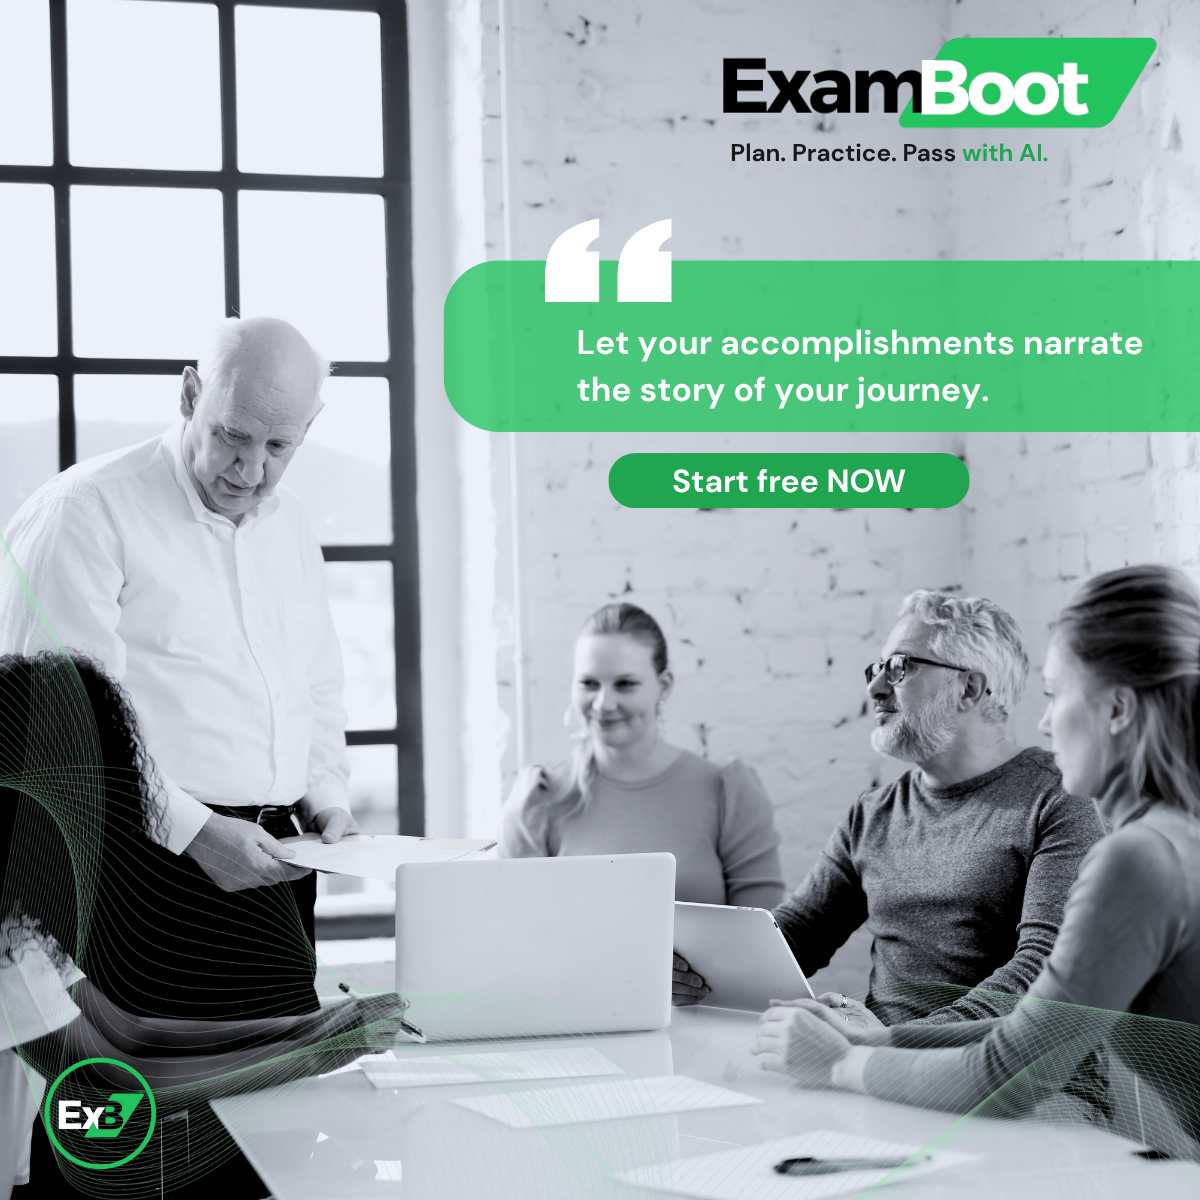 ExamBoot
Plan. Practice. Pass with AI.
Let your accomplishments narrate
the story of your journey.
Start free NOW
ExB